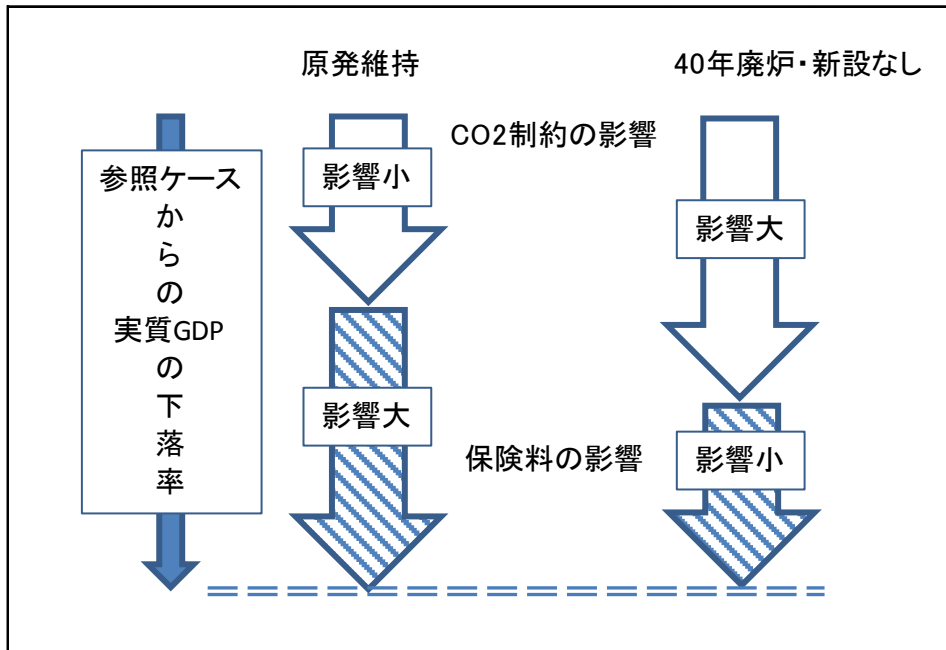 原発維持
40年廃炉・新設なし
CO2制約の影響
参照ケース
か
ら
の
実質GDP
の
下
落
率
影響小
影響大
影響大
保険料の影響
影響小